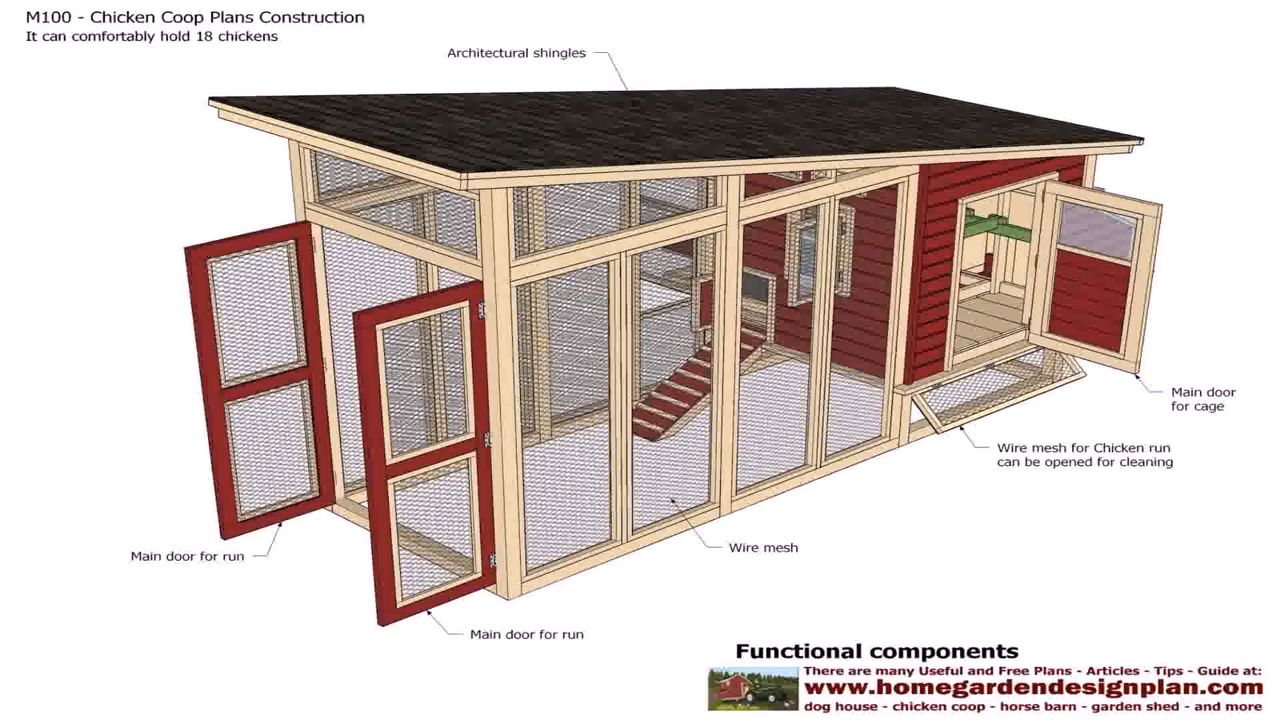 M100 - Chicken Coop Plans Construction
It can comfortably hold 18 chickens
Architectural shingles
Main door
for cage
Wire mesh for Chicken run
can be opened for cleaning
Wire mesh
Main door for run
Main door for run
Functional components
There are many Useful and Free Plans - Articles - Tips - Guide at:
www.homegardendesignplan.com
dog house - chicken coop - horse barn - garden shed - and more